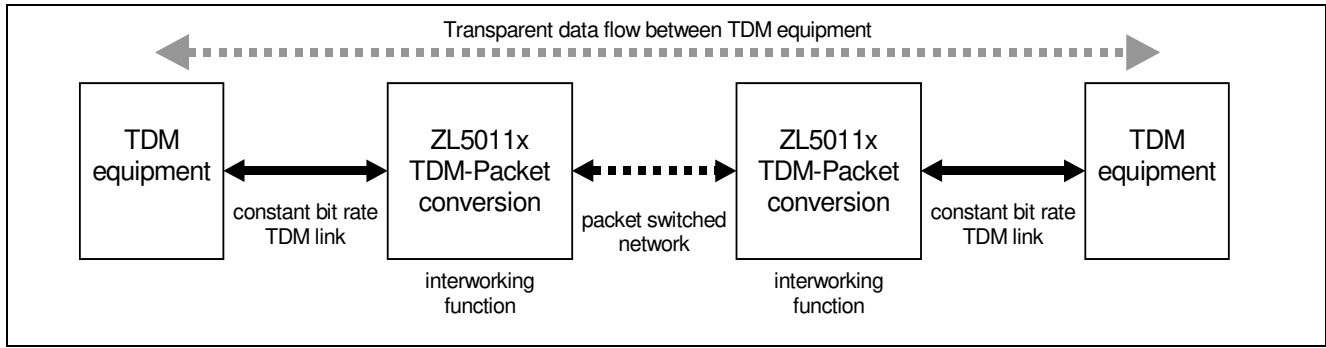 Transparent data flow between TDM equipment
TDM
equipment
constant bit rate
TDM link
ZL5011x
TDM-Packet
conversion
interworking
function
packet switched
network
ZL5011x
TDM-Packet
conversion
interworking
function
constant bit rate
TDM link
TDM
equipment